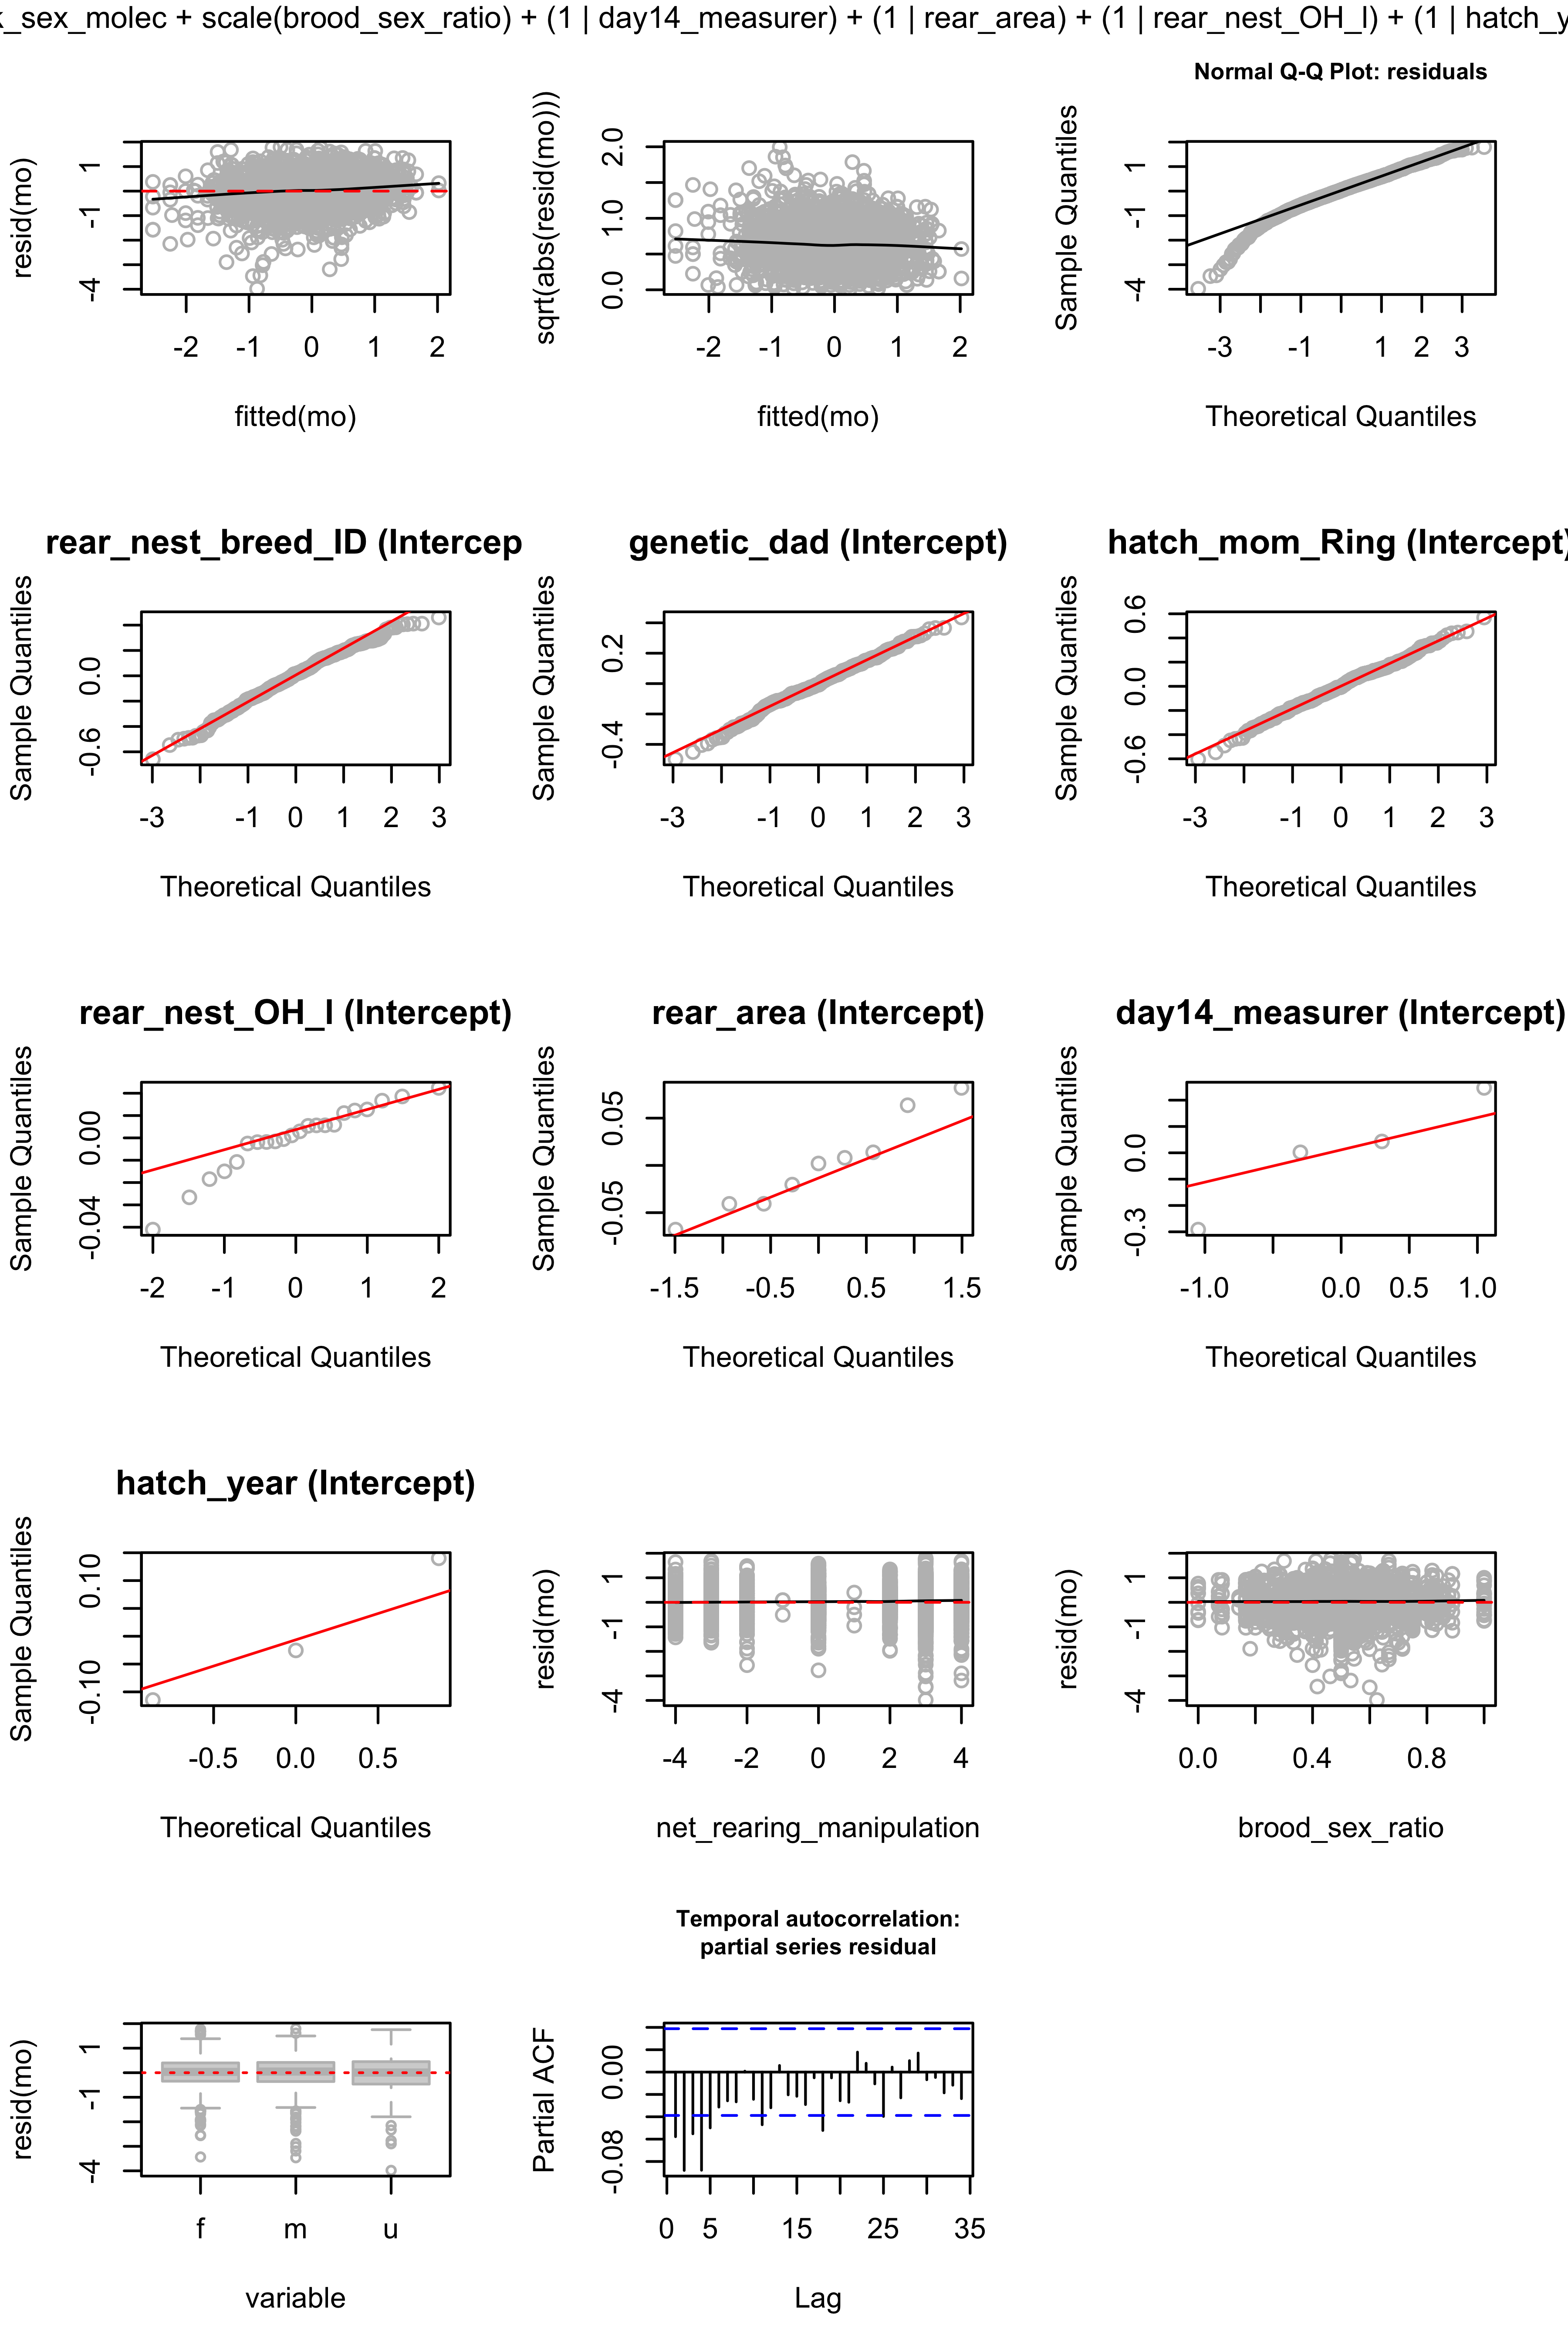 k_sex_molec + scale(brood_sex_ratio) + (1 | day14_measurer) + (1 | rear_area) + (1 | rear_nest_OH_l) + (1 | hatch_y
resid(mo)
1
-1
-4
-2 -1 0 1 2
fitted(mo)
sqrt(abs(resid(mo)))
2.0
1.0
0.0
-2 -1 0 1 2
fitted(mo)
Normal Q-Q Plot: residuals
Sample Quantiles
1
-1
-4
-3 -1 1 2 3
Theoretical Quantiles
rear_nest_breed_ID (Intercep
Sample Quantiles
0.0
-0.6
-3 -1 0 1 2 3
Theoretical Quantiles
genetic_dad (Intercept)
Sample Quantiles
0.2
-0.4
-3 -1 0 1 2 3
Theoretical Quantiles
hatch_mom_Ring (Intercept)
Sample Quantiles
0.6
0.0
-0.6
-3 -1 0 1 2 3
Theoretical Quantiles
rear_nest_OH_l (Intercept)
Sample Quantiles
0.00
-0.04
-2 -1 0 1 2
Theoretical Quantiles
rear_area (Intercept)
Sample Quantiles
0.05
-0.05
-1.5 -0.5 0.5 1.5
Theoretical Quantiles
day14_measurer (Intercept)
Sample Quantiles
0.0
-0.3
-1.0 0.0 0.5 1.0
Theoretical Quantiles
hatch_year (Intercept)
Sample Quantiles
0.10
-0.10
-0.5 0.0 0.5
Theoretical Quantiles
resid(mo)
1
-1
-4
-4 -2 0 2 4
net_rearing_manipulation
resid(mo)
1
-1
-4
0.0 0.4 0.8
brood_sex_ratio
resid(mo)
1
-1
-4
f m u
variable
Temporal autocorrelation:
partial series residual
Partial ACF
0.00
-0.08
0 5 15 25 35
Lag